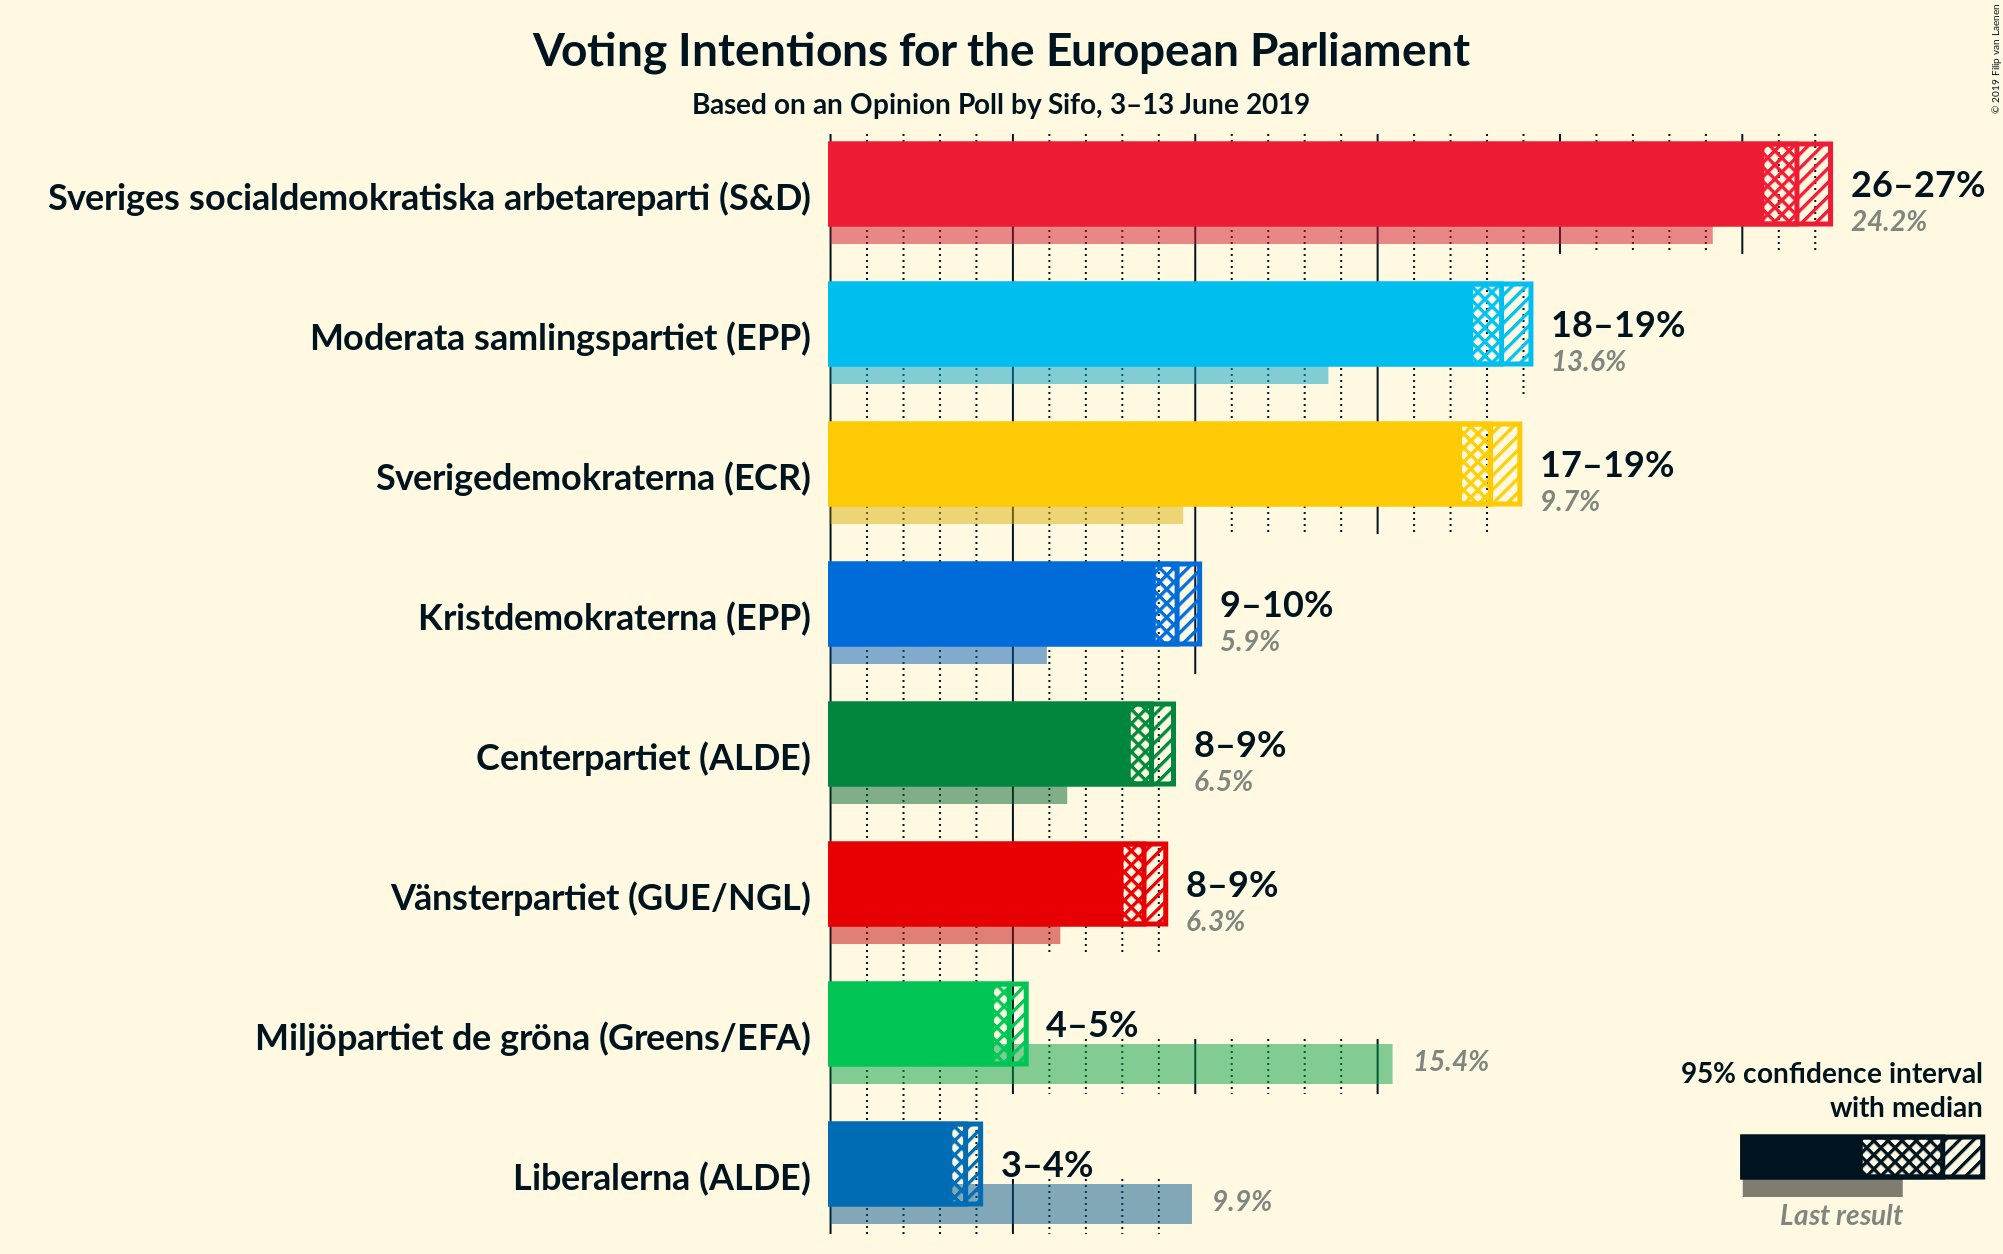 Voting Intentions for the European Parliament
Based on an Opinion Poll by Sifo, 3–13 June 2019
© 2019 Filip van Laenen
Sveriges socialdemokratiska arbetareparti (S&D)
26–27%
24.2%
Moderata samlingspartiet (EPP)
18–19%
13.6%
Sverigedemokraterna (ECR)
17–19%
9.7%
Kristdemokraterna (EPP)
9–10%
5.9%
Centerpartiet (ALDE)
8–9%
6.5%
Vänsterpartiet (GUE/NGL)
8–9%
6.3%
Miljöpartiet de gröna (Greens/EFA)
4–5%
15.4%
Liberalerna (ALDE)
3–4%
9.9%
95% confidence interval
with median
Last result